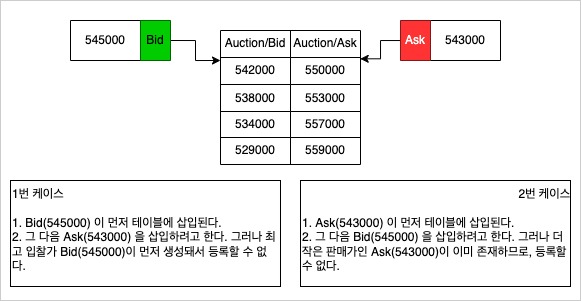 545000 Bid
Auction/Bid Auction/Ask
Ask 543000
542000 550000
538000 553000
534000 557000
529000 559000
1번 케이스
1. Bid(545000) 이 먼저 테이블에 삽입된다.
2. 그 다음 Ask(543000) 을 삽입하려고 한다. 그러나 최
고 입찰가 Bid(545000)이 먼저 생성돼서 등록할 수 없
다.
2번 케이스
1. Ask(543000) 이 먼저 테이블에 삽입된다.
2. 그 다음 Bid(545000) 을 삽입하려고 한다. 그러나 더
작은 판매가인 Ask(543000)이 이미 존재하므로, 등록할
수 없다.